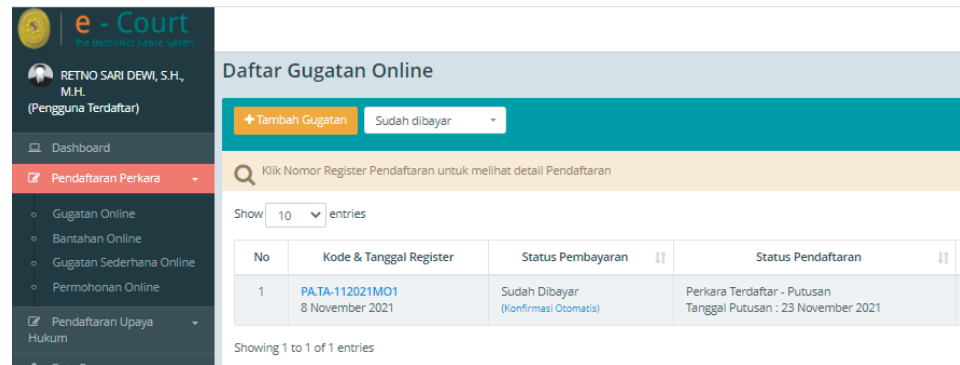 e - Court
The Electronics Justice System
RETNO SARI DEWI, S.H.,
M.H.
(Pengguna Terdaftar)
Dashboard
Pendaftaran Perkara
Gugatan Online
Bantahan Online
Gugatan Sederhana Online
Permohonan Online
Pendaftaran Upaya
Hukum
Daftar Gugatan Online
+ Tambah Gugatan Sudah dibayar
Klik Nomor Register Pendaftaran untuk melihat detail Pendaftaran
Show 10 entries
No Kode & Tanggal Register Status Pembayaran Status Pendaftaran
1 PA.TA-112021MO1 Sudah Dibayar Perkara Terdaftar - Putusan
8 November 2021 (Konfirmasi Otomatis) Tanggal Putusan : 23 November 2021
Showing 1 to 1 of 1 entries